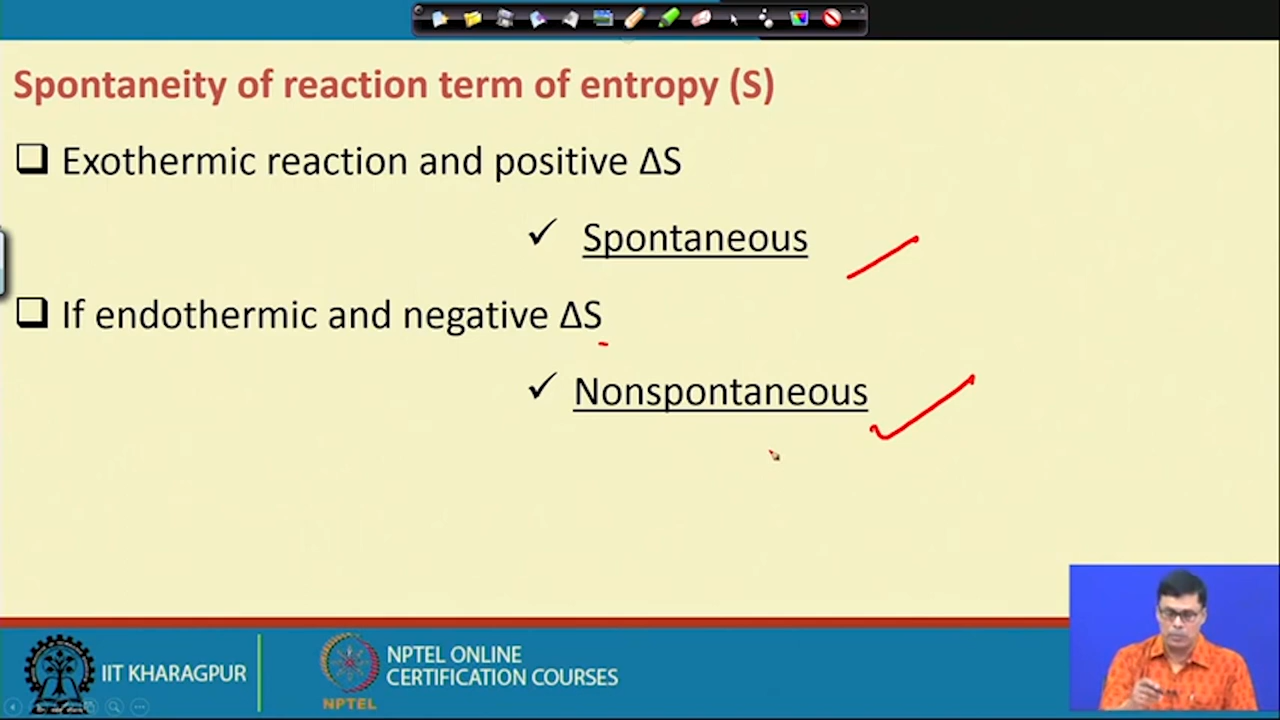 Spontaneity of reaction term of entropy (S)
❑ Exothermic reaction and positive ΔS
✓ Spontaneous
❑ If endothermic and negative ΔS
✓ Nonspontaneous
IIT KHARAGPUR
NPTEL
NPTEL ONLINE
CERTIFICATION COURSES